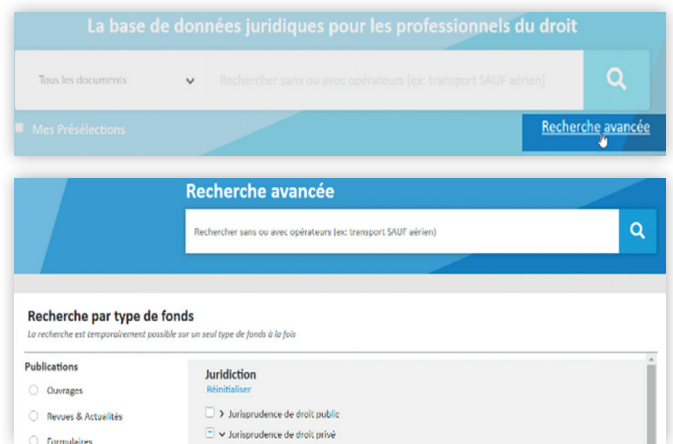 La base de données juridiques pour les professionnels du droit
Tous les documents
Rechercher sans ou avec opérateurs (ex: transport SAUF aérien)
Mes Présélections
Recherche avancée
Recherche avancée
Rechercher sans ou avec opérateurs (ex: transport SAUF aérien)
Recherche par type de fonds
La recherche est temporairement possible sur un seul type de fonds à la fois
Publications
Ouvrages
Revues & Actualités
Formulaires
Juridiction
Réinitialiser
Jurisprudence de droit public
Jurisprudence de droit privé